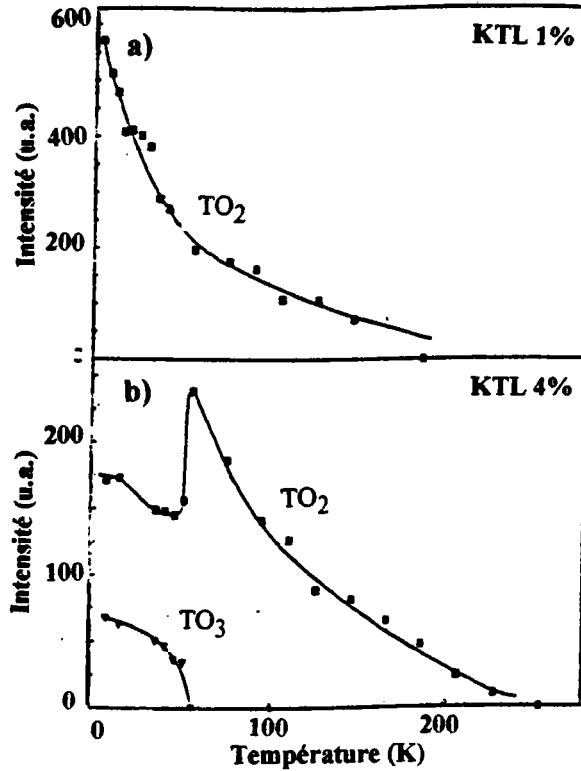 600
a)
KTL 1%
400
Intensité (u.a.)
TO2
200
b)
KTL 4%
200
TO2
Intensité (u.a.)
100
TO3
0
0
100
200
Température (K)